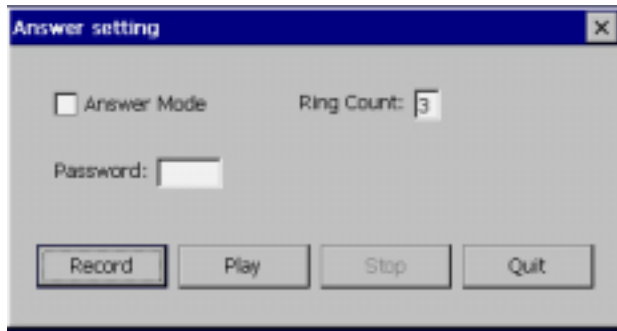 Answer setting
Answer Mode Ring Count: 3
Password:
Record Play Stop Quit